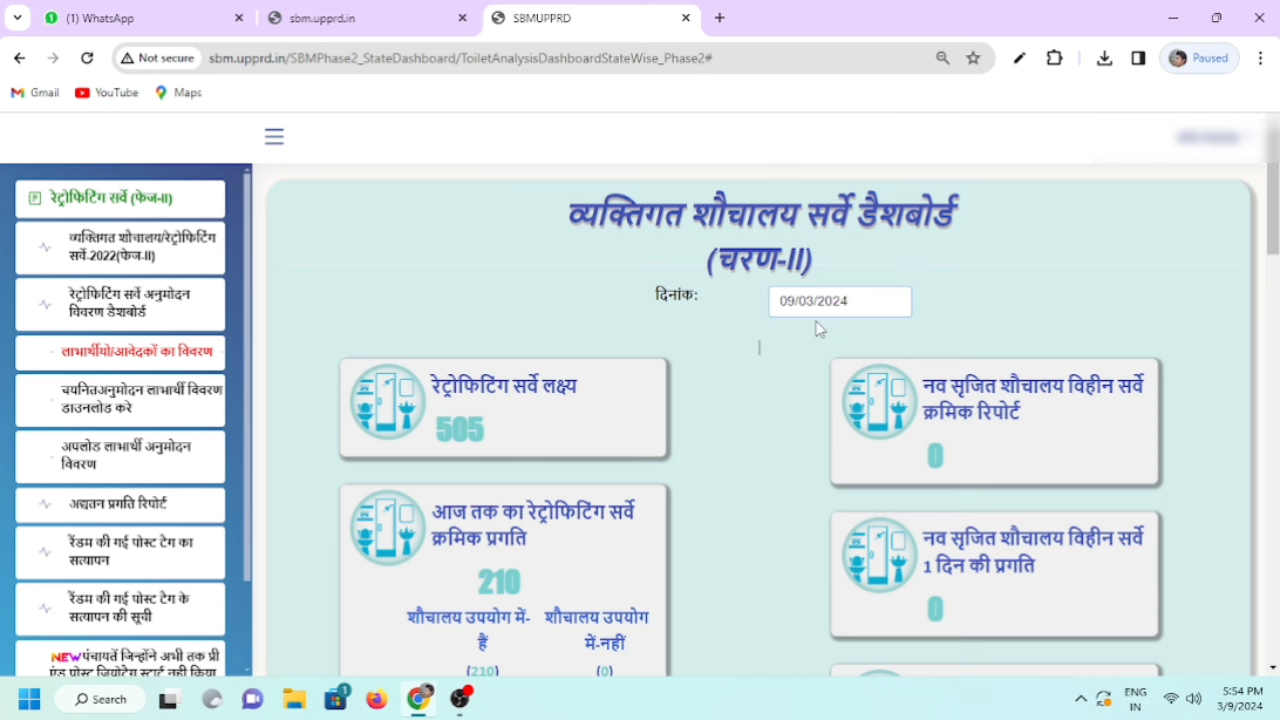 (1) WhatsApp
sbm.upprd.in
SBMUPPRD
Not secure
sbm.upprd.in/SBMPhase2_StateDashboard/ToiletAnalysisDashboardStateWise_Phase2#
Paused
Gmail
YouTube
Maps
रेट्रोफिटिंग सर्वे (फेज-II)
व्यक्तिगत शौचालय/रेट्रोफिटिंग
सर्वे-2022(फेज-II)
रेट्रोफिटिंग सर्वे अनुमोदन
विवरण डैशबोर्ड
लाभार्थीयो/आवेदकों का विवरण
चयनितअनुमोदन लाभार्थी विवरण
डाउनलोड करे
अपलोड लाभार्थी अनुमोदन
विवरण
अद्यतन प्रगति रिपोर्ट
रेंडम की गई पोस्ट टेग का
सत्यापन
रेंडम की गई पोस्ट टेग के
सत्यापन की सूची
NEW पंचायतें जिन्होंने अभी तक प्री
एंड पोस्ट जियोटैग स्टार्ट नही किया
व्यक्तिगत शौचालय सर्वे डैशबोर्ड
(चरण-II)
दिनांक:
09/03/2024
रेट्रोफिटिंग सर्वे लक्ष्य
505
आज तक का रेट्रोफिटिंग सर्वे
क्रमिक प्रगति
210
शौचालय उपयोग में-
हैं
(210)
शौचालय उपयोग
में-नहीं
(0)
नव सृजित शौचालय विहीन सर्वे
क्रमिक रिपोर्ट
0
नव सृजित शौचालय विहीन सर्वे
1 दिन की प्रगति
0
Search
1
ENG
IN
5:54 PM
3/9/2024